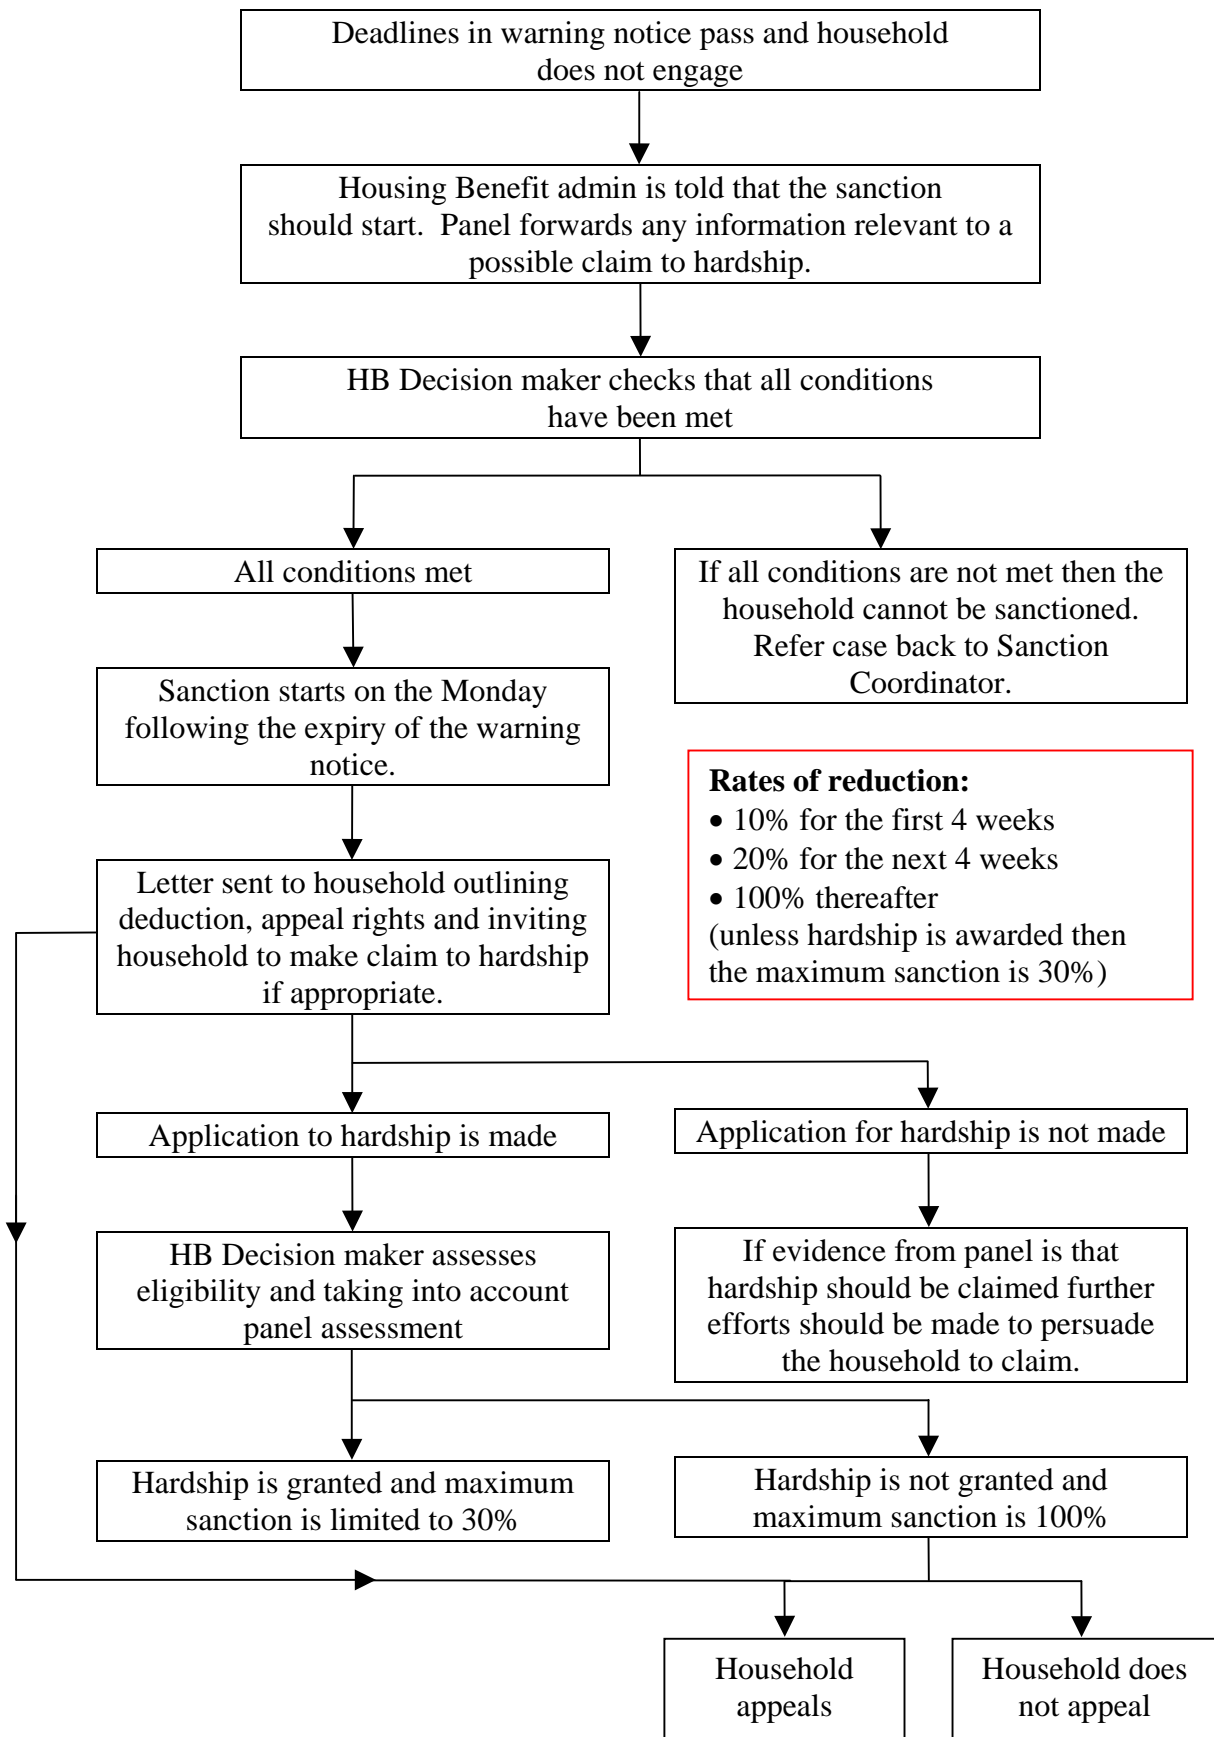 Deadlines in warning notice pass and household
does not engage
Housing Benefit admin is told that the sanction
should start.  Panel forwards any information relevant to a
possible claim to hardship.
HB Decision maker checks that all conditions
have been met
All conditions met
If all conditions are not met then the
household cannot be sanctioned.
Refer case back to Sanction
Coordinator.
Sanction starts on the Monday
following the expiry of the warning
notice.
Rates of reduction:
• 10% for the first 4 weeks
• 20% for the next 4 weeks
• 100% thereafter
(unless hardship is awarded then
the maximum sanction is 30%)
Letter sent to household outlining
deduction, appeal rights and inviting
household to make claim to hardship
if appropriate.
Application to hardship is made
Application for hardship is not made
HB Decision maker assesses
eligibility and taking into account
panel assessment
If evidence from panel is that
hardship should be claimed further
efforts should be made to persuade
the household to claim.
Hardship is granted and maximum
sanction is limited to 30%
Hardship is not granted and
maximum sanction is 100%
Household
appeals
Household does
not appeal